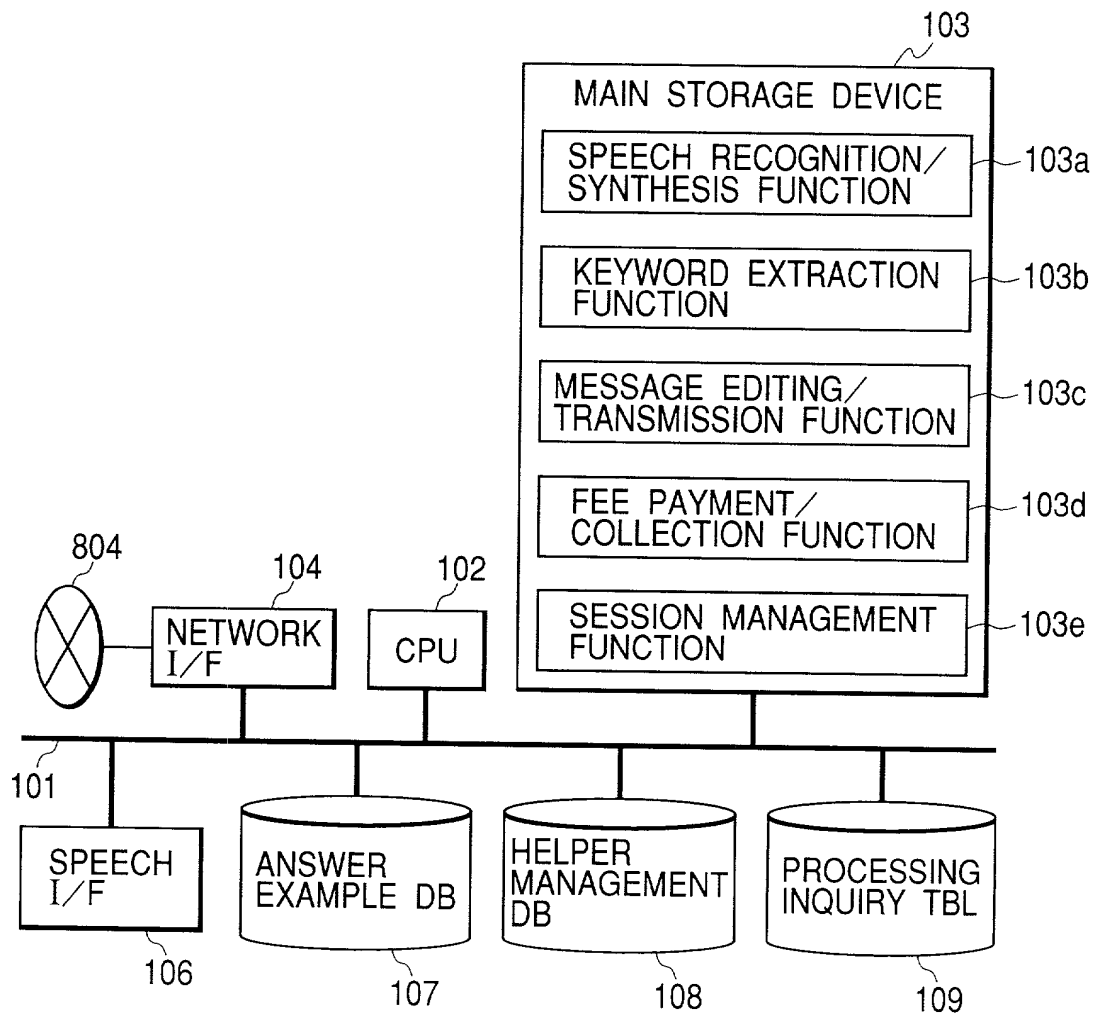 103
MAIN STORAGE DEVICE
SPEECH RECOGNITION/
SYNTHESIS FUNCTION
103a
KEYWORD EXTRACTION
FUNCTION
103b
MESSAGE EDITING/
TRANSMISSION FUNCTION
103c
FEE PAYMENT/
COLLECTION FUNCTION
103d
SESSION MANAGEMENT
FUNCTION
103e
804
104
NETWORK
I/F
102
CPU
101
SPEECH
I/F
106
ANSWER
EXAMPLE DB
107
HELPER
MANAGEMENT
DB
108
PROCESSING
INQUIRY TBL
109